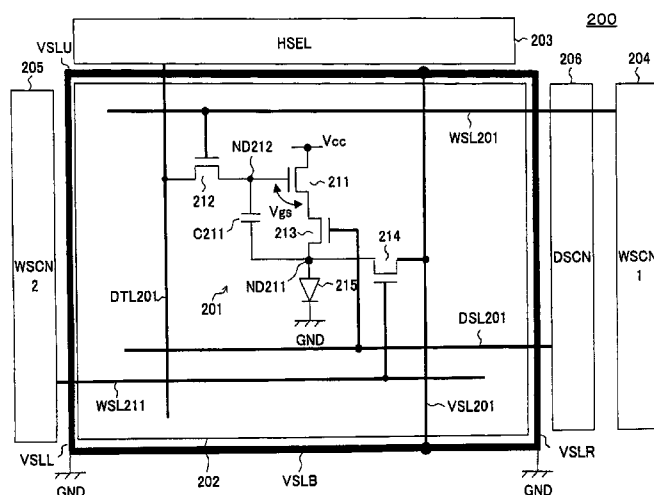 200
HSEL
203
VSLU
205
206
204
WSL201
Vcc
ND212
212
211
Vgs
C211
213
214
WSCN
2
DSCN
WSCN
1
DTL201
201
ND211
215
GND
DSL201
WSL211
VSL201
VSLL
202
VSLB
VSLR
GND
GND